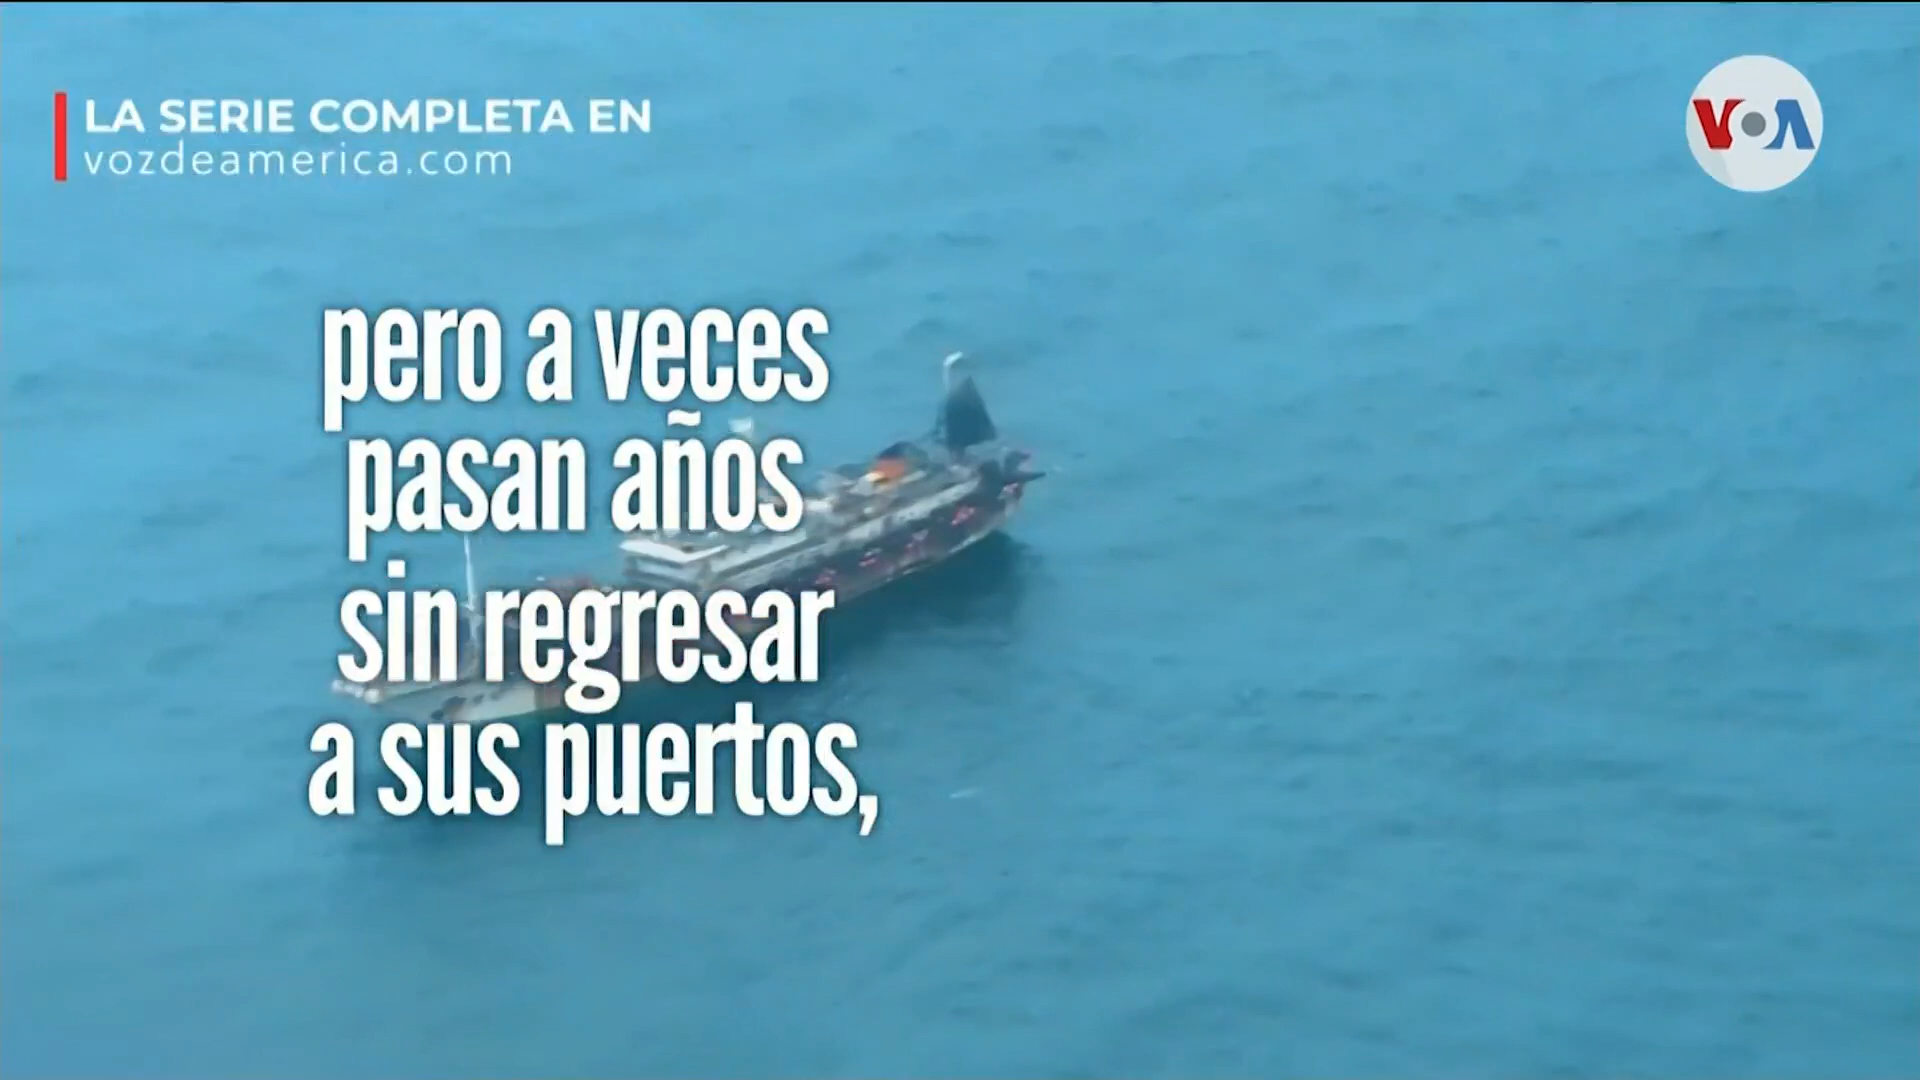 LA SERIE COMPLETA EN
vozdeamerica.com
VOA
pero a veces
pasan años
sin regresar
a sus puertos,